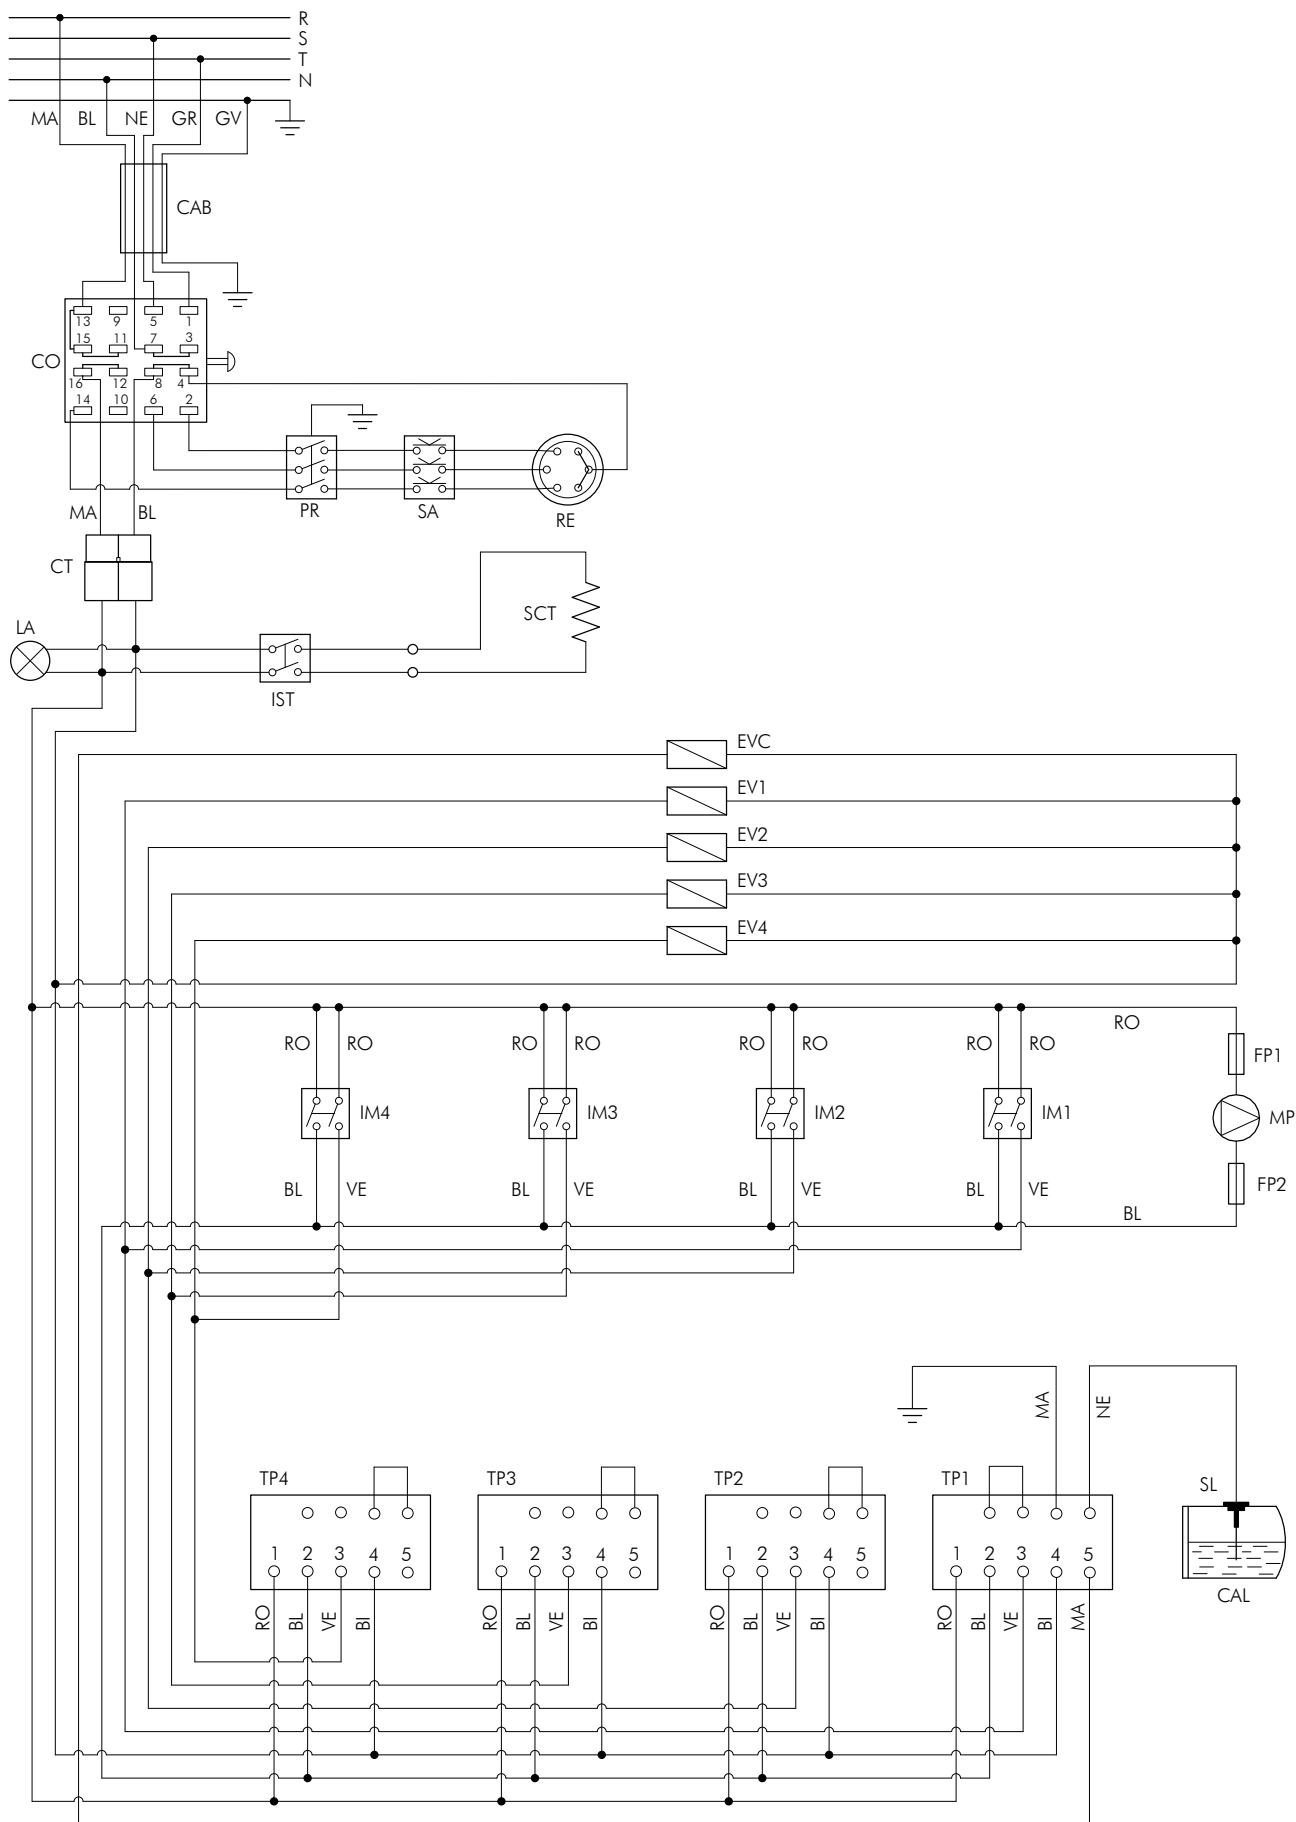 R
S
T
N
MA BL NE GR GV
CAB
13 9 5 1
15 11 7 3
CO
16 12 8 4
14 10 6 2
PR SA RE
MA BL
CT
SCT
LA
IST
EVC
EV1
EV2
EV3
EV4
RO
RO RO RO RO RO RO RO RO
FP1
IM4 IM3 IM2 IM1 MP
FP2
BL VE BL VE BL VE BL VE
BL
MA NE
TP4 TP3 TP2 TP1
SL
1 2 3 4 5 1 2 3 4 5 1 2 3 4 5 1 2 3 4 5
CAL
RO BL VE BI RO BL VE BI RO BL VE BI RO BL VE BI MA